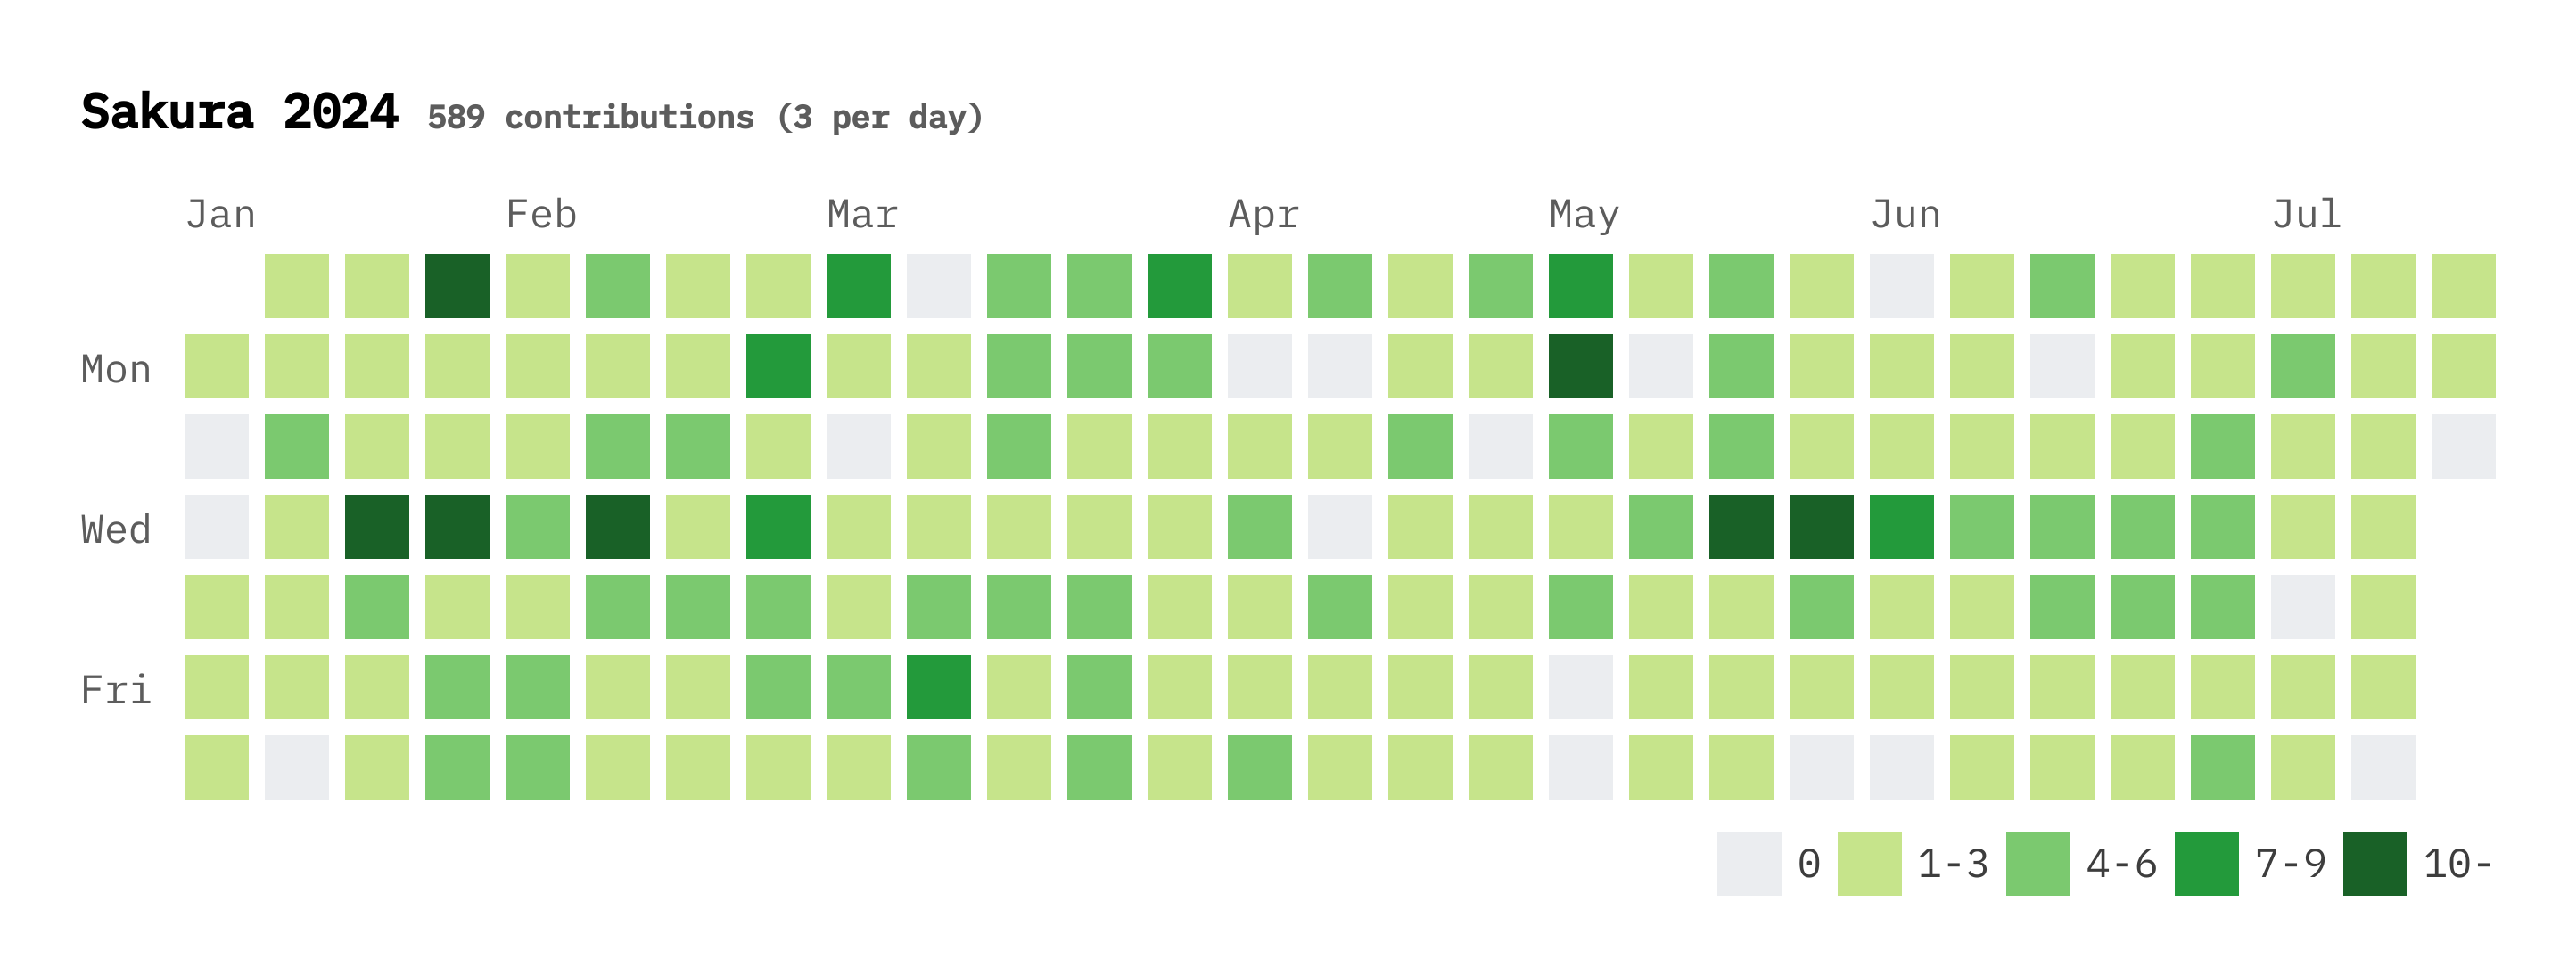 Sakura 2024 589 contributions (3 per day)
Jan Feb Mar Apr May Jun Jul
Mon
Wed
Fri
0 1-3 4-6 7-9 10-